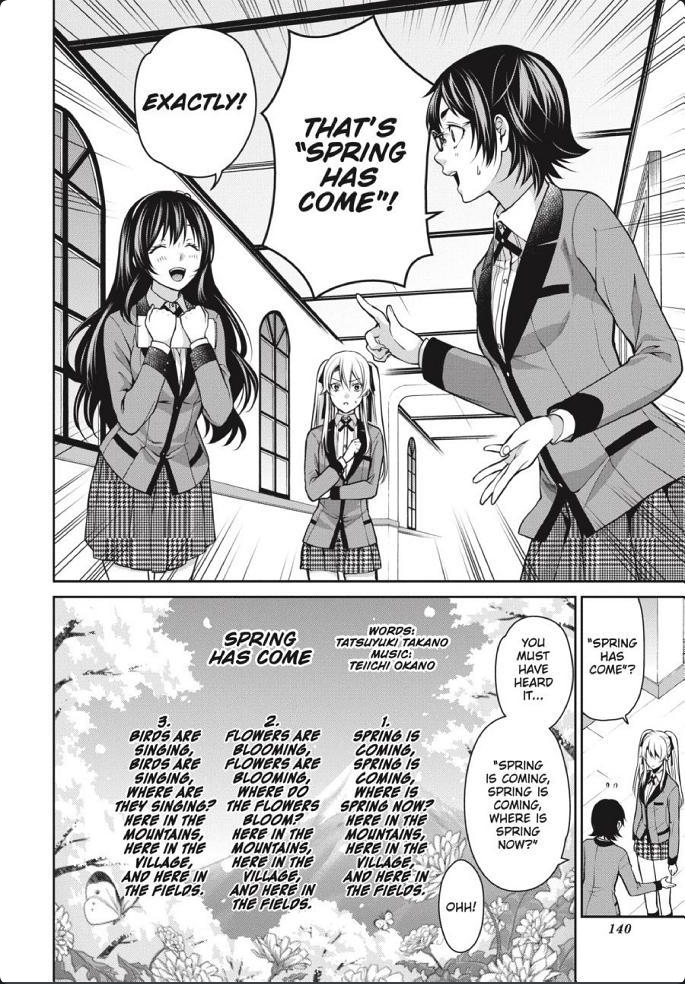 THAT'S
"SPRING
HAS
COME"!
EXACTLY!
"SPRING
HAS
COME"?
YOU
MUST
HAVE
HEARD
IT...
"SPRING
IS COMING,
SPRING IS
COMING,
WHERE IS
SPRING
NOW?"
OHH!
SPRING
HAS COME
WORDS:
TATSUYUKI TAKANO
MUSIC:
TEIICHI OKANO
1.
SPRING IS
COMING,
SPRING IS
COMING,
WHERE IS
SPRING NOW?
HERE IN THE
MOUNTAINS,
HERE IN THE
VILLAGE,
AND HERE IN
THE FIELDS.
2.
FLOWERS ARE
BLOOMING,
FLOWERS ARE
BLOOMING,
WHERE DO
THE FLOWERS
BLOOM?
HERE IN THE
MOUNTAINS,
HERE IN THE
VILLAGE,
AND HERE IN
THE FIELDS.
3.
BIRDS ARE
SINGING,
BIRDS ARE
SINGING,
WHERE ARE
THEY SINGING?
HERE IN THE
MOUNTAINS,
HERE IN THE
VILLAGE,
AND HERE IN
THE FIELDS.
140